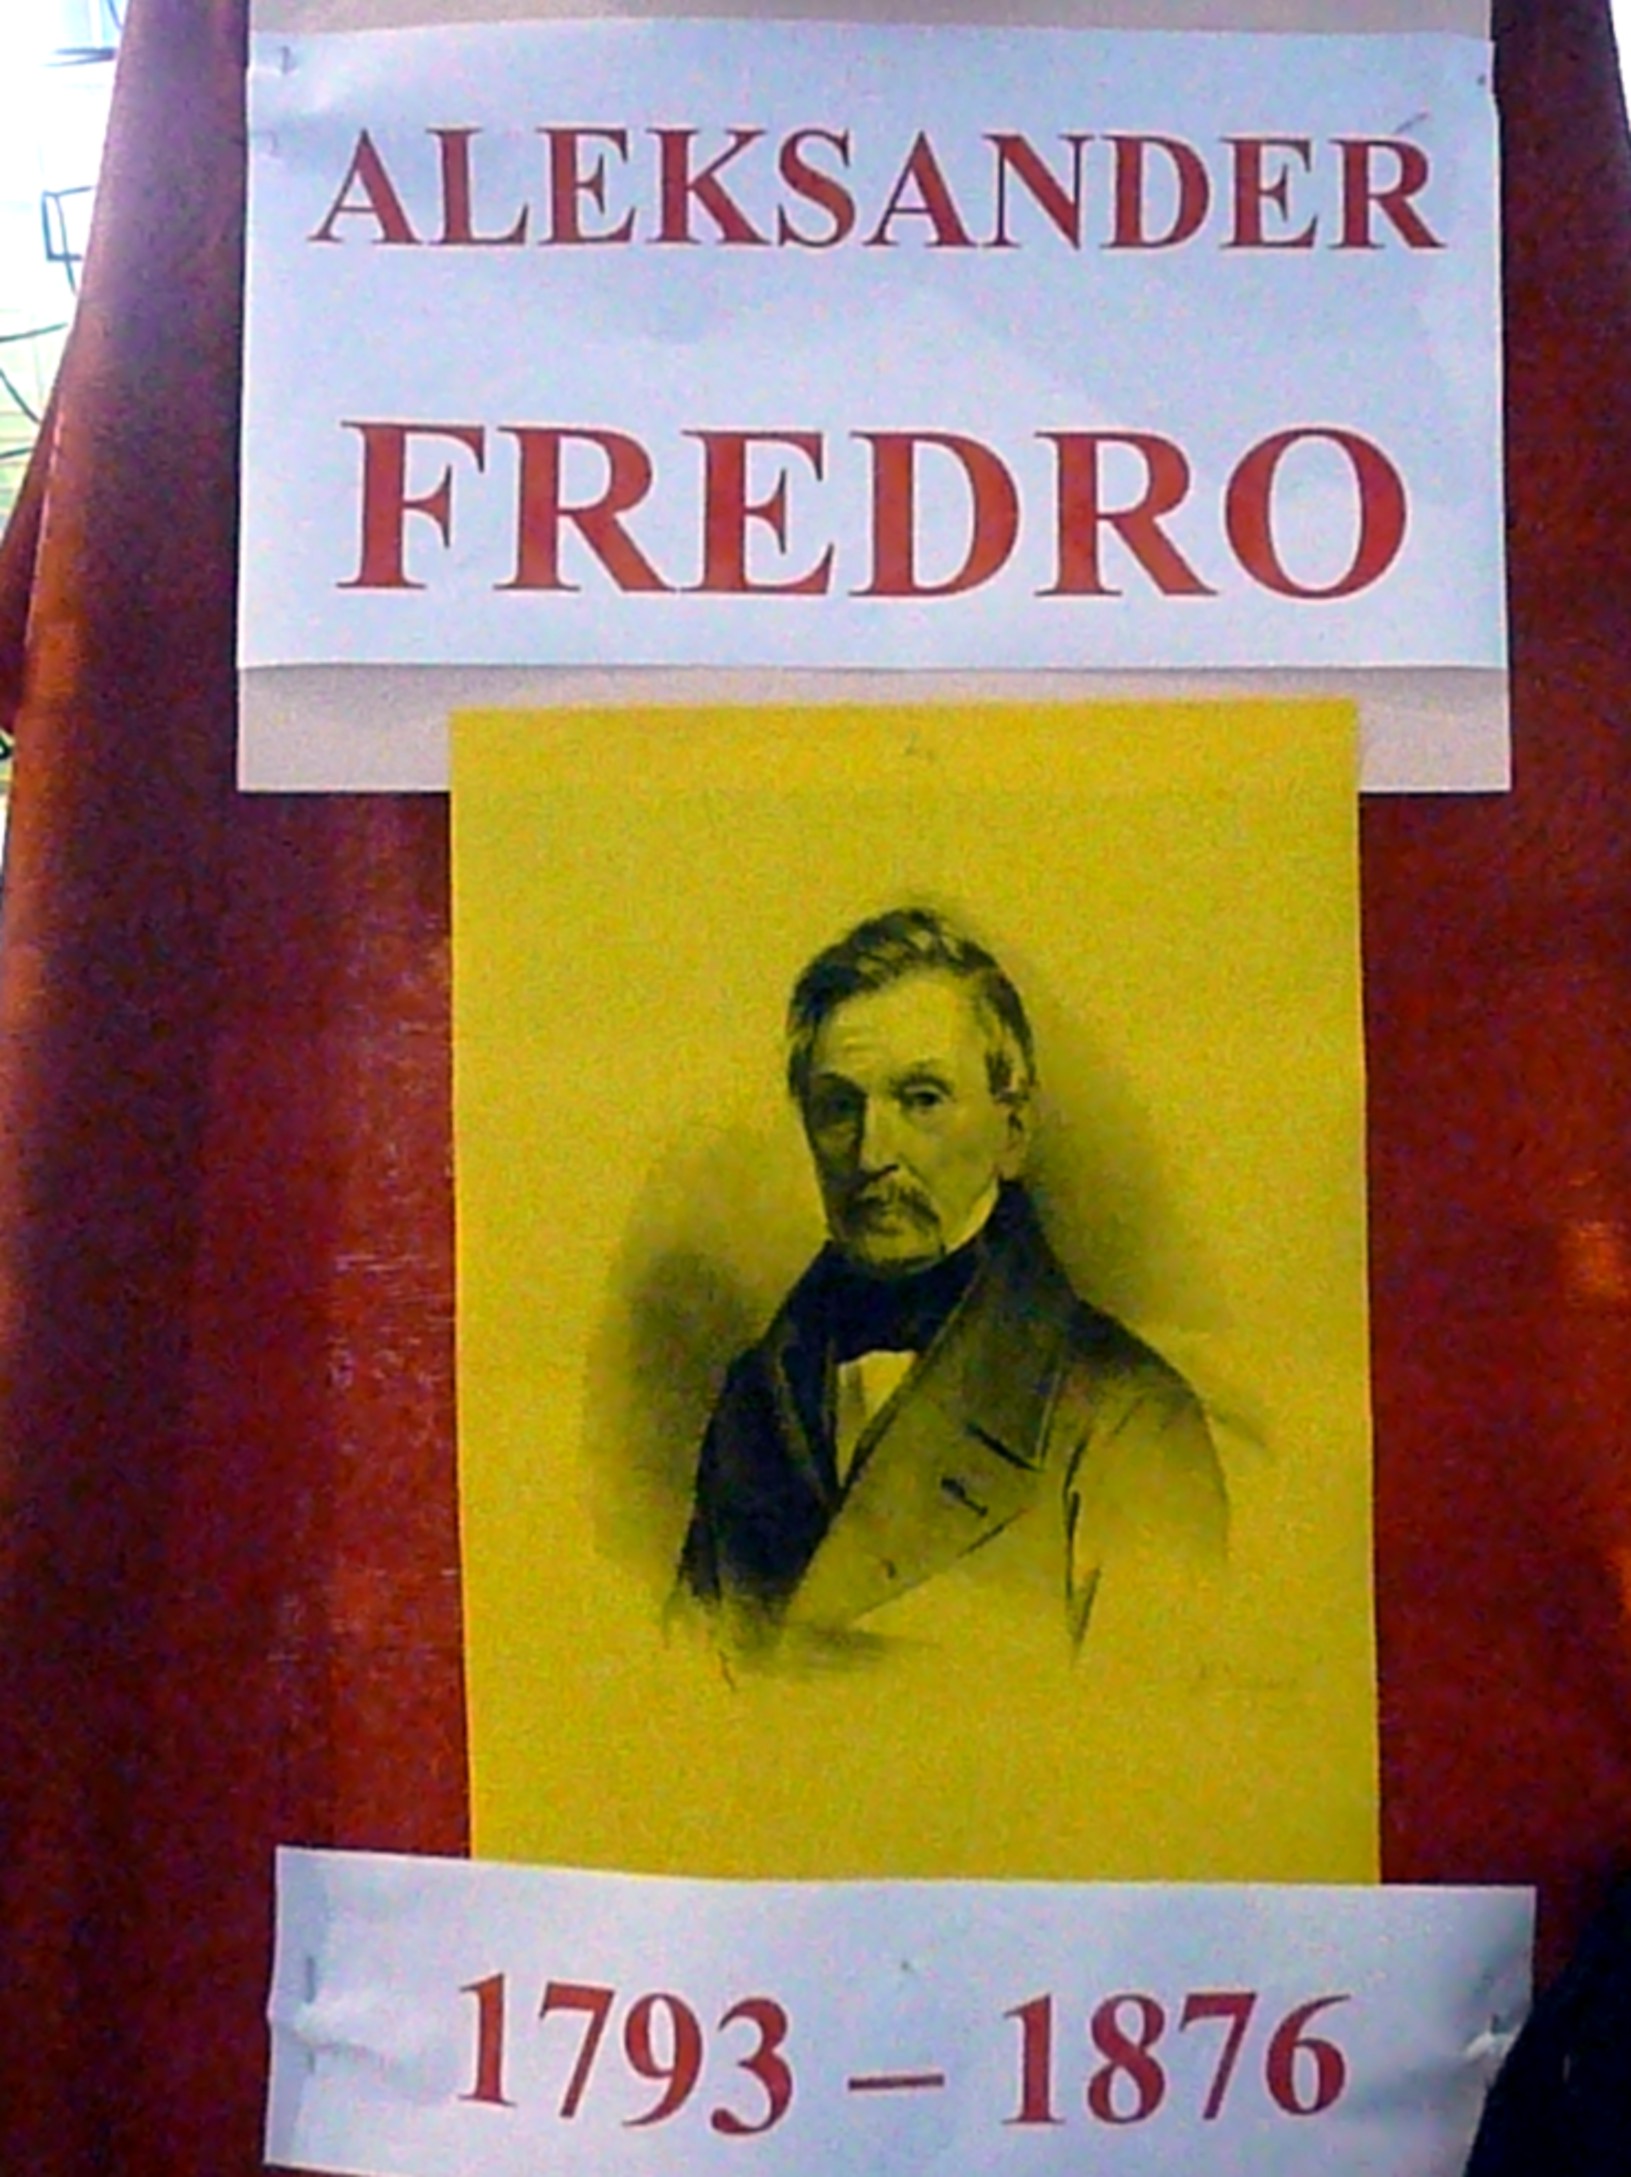 ALEKSANDER
FREDRO
1793 – 1876